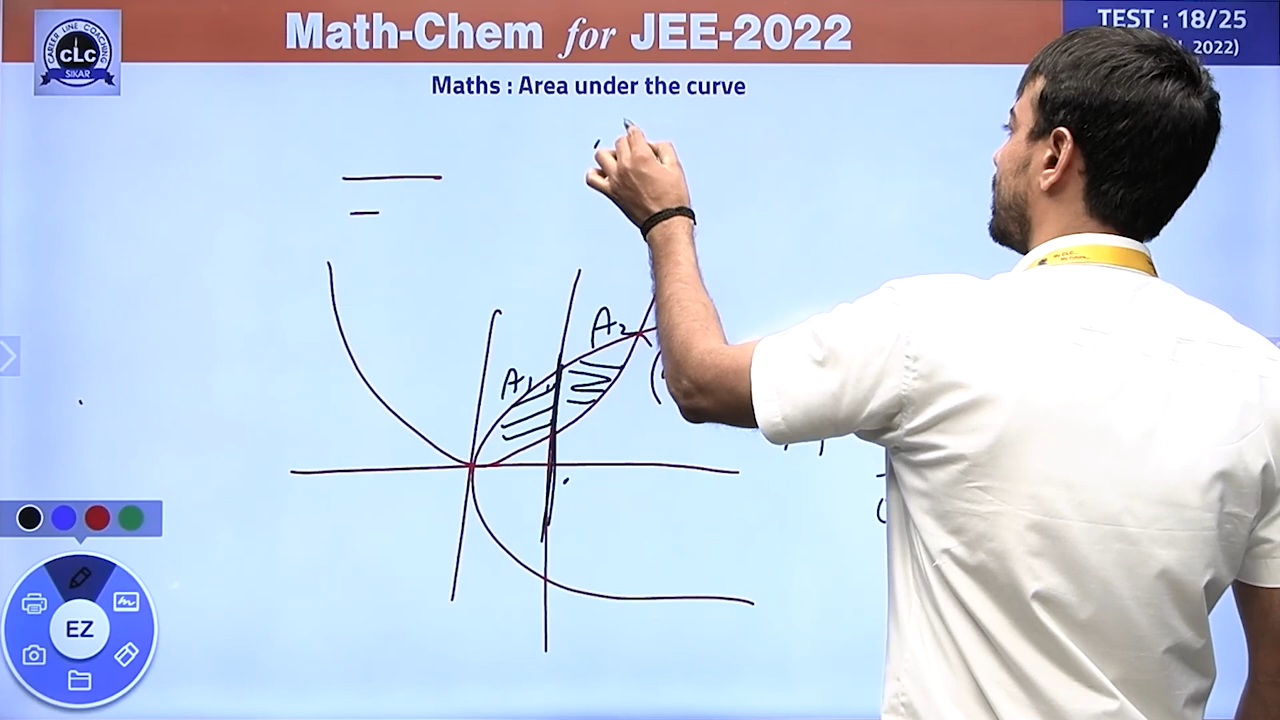 CAREER LINE COACHING
CLC
SIKAR
Math-Chem for JEE-2022
TEST : 18/25
2022)
Maths : Area under the curve
A₂
A₁
EZ